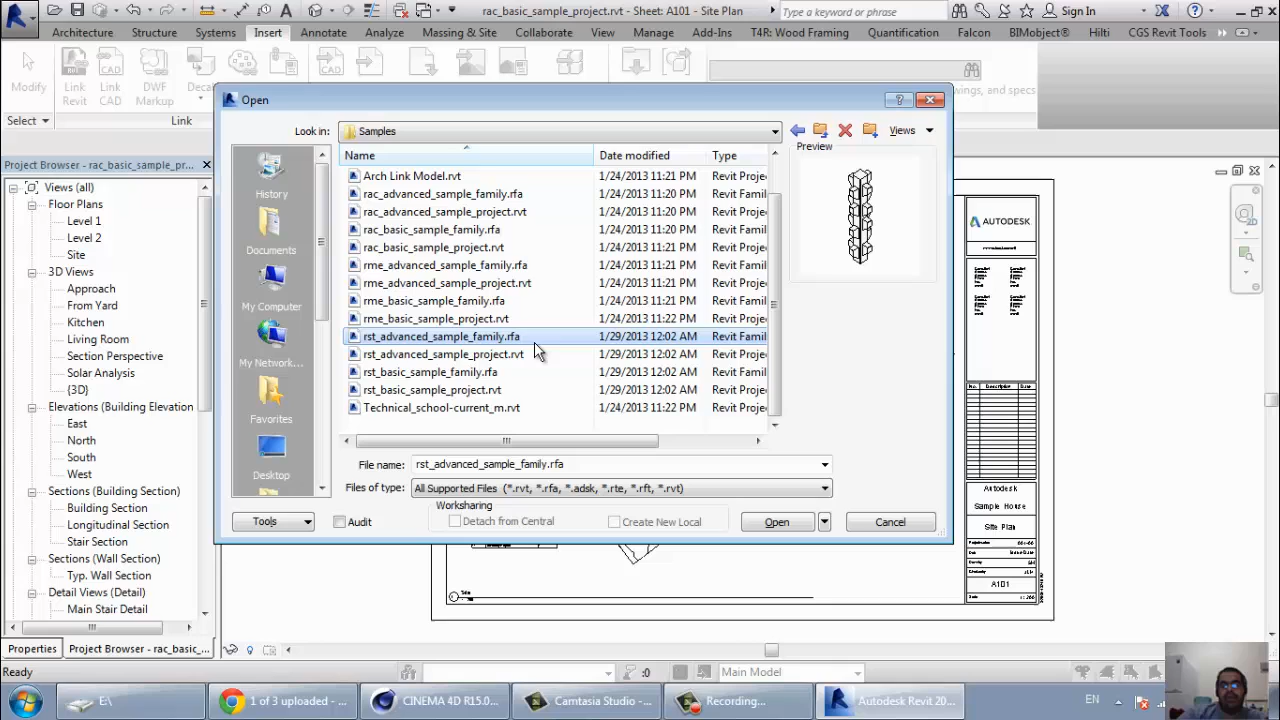 rac_basic_sample_project.rvt - Sheet: A101 - Site Plan
Type a keyword or phrase
Sign In
Architecture
Structure
Systems
Insert
Annotate
Analyze
Massing & Site
Collaborate
View
Manage
Add-Ins
T4R: Wood Framing
Quantification
Falcon
BIMobject®
Hilti
CGS Revit Tools
Modify
Link Revit
Link CAD
DWF Markup
Decal
Select
Link
Open
Look in:
Samples
Views
Name
Date modified
Type
Preview
Arch Link Model.rvt 1/24/2013 11:21 PM Revit Proje
rac_advanced_sample_family.rfa 1/24/2013 11:20 PM Revit Famil
rac_advanced_sample_project.rvt 1/24/2013 11:21 PM Revit Proje
rac_basic_sample_family.rfa 1/24/2013 11:20 PM Revit Famil
rac_basic_sample_project.rvt 1/24/2013 11:21 PM Revit Proje
rme_advanced_sample_family.rfa 1/24/2013 11:21 PM Revit Famil
rme_advanced_sample_project.rvt 1/24/2013 11:21 PM Revit Proje
rme_basic_sample_family.rfa 1/24/2013 11:21 PM Revit Famil
rme_basic_sample_project.rvt 1/24/2013 11:22 PM Revit Proje
rst_advanced_sample_family.rfa 1/29/2013 12:02 AM Revit Famil
rst_advanced_sample_project.rvt 1/29/2013 12:02 AM Revit Proje
rst_basic_sample_family.rfa 1/29/2013 12:02 AM Revit Famil
rst_basic_sample_project.rvt 1/29/2013 12:02 AM Revit Proje
Technical_school-current_m.rvt 1/24/2013 11:22 PM Revit Proje
History
Documents
My Computer
My Network...
Favorites
Desktop
File name: rst_advanced_sample_family.rfa
Files of type: All Supported Files (*.rvt, *.rfa, *.adsk, *.rte, *.rft, *.rvt)
Worksharing
Tools
Audit
Detach from Central
Create New Local
Open
Cancel
ings, and specs
Project Browser - rac_basic_sample_pr...
Views (all)
Floor Plans
Level 1
Level 2
Site
3D Views
Approach
From Yard
Kitchen
Living Room
Section Perspective
Solar Analysis
{3D}
Elevations (Building Elevation
East
North
South
West
Sections (Building Section)
Building Section
Longitudinal Section
Stair Section
Sections (Wall Section)
Typ. Wall Section
Detail Views (Detail)
Main Stair Detail
Properties
Project Browser - rac_basic_...
AUTODESK
No.
Description
Date
Autodesk
Sample House
Site Plan
A101
Ready
:0
Main Model
E:\
1 of 3 uploaded - ...
CINEMA 4D R15.0...
Camtasia Studio - ...
Recording...
Autodesk Revit 20...
EN